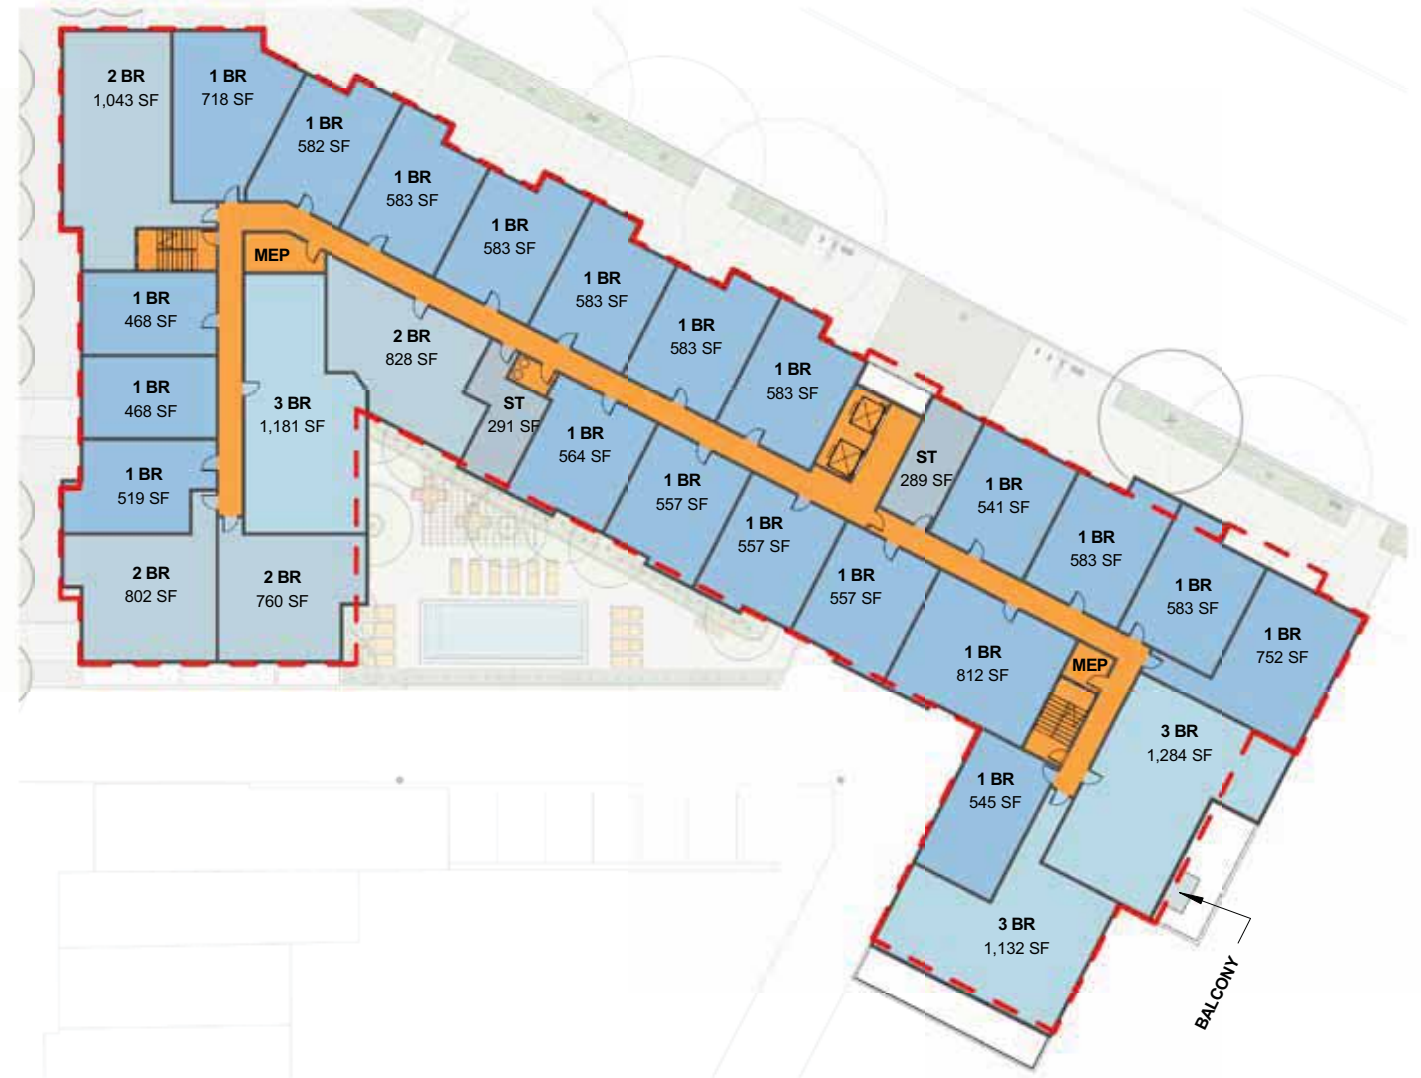 2 BR
1,043 SF
1 BR
718 SF
1 BR
582 SF
1 BR
583 SF
1 BR
583 SF
1 BR
583 SF
1 BR
583 SF
1 BR
583 SF
MEP
1 BR
468 SF
1 BR
468 SF
1 BR
519 SF
2 BR
802 SF
2 BR
760 SF
3 BR
1,181 SF
2 BR
828 SF
ST
291 SF
1 BR
564 SF
1 BR
557 SF
1 BR
557 SF
1 BR
557 SF
1 BR
812 SF
ST
289 SF
1 BR
541 SF
1 BR
583 SF
1 BR
583 SF
1 BR
752 SF
MEP
3 BR
1,284 SF
1 BR
545 SF
3 BR
1,132 SF
BALCONY